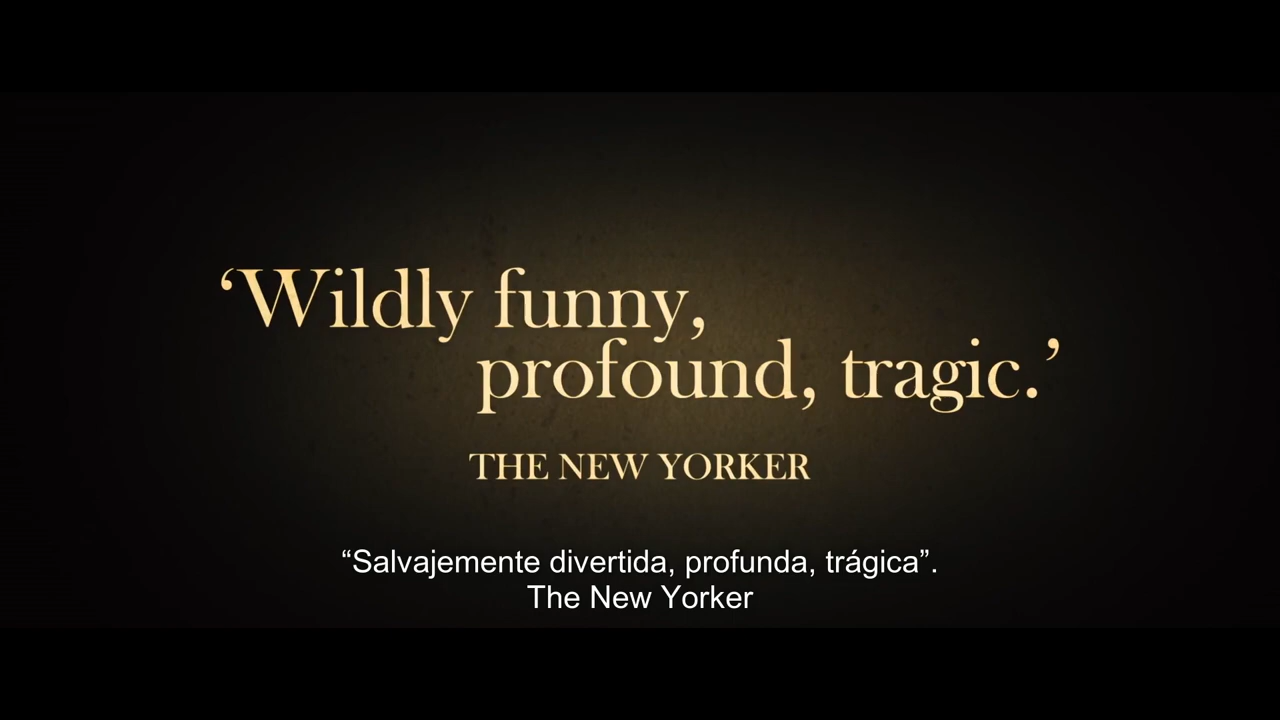 ‘Wildly funny,
profound, tragic.’
THE NEW YORKER
“Salvajemente divertida, profunda, trágica”.
The New Yorker